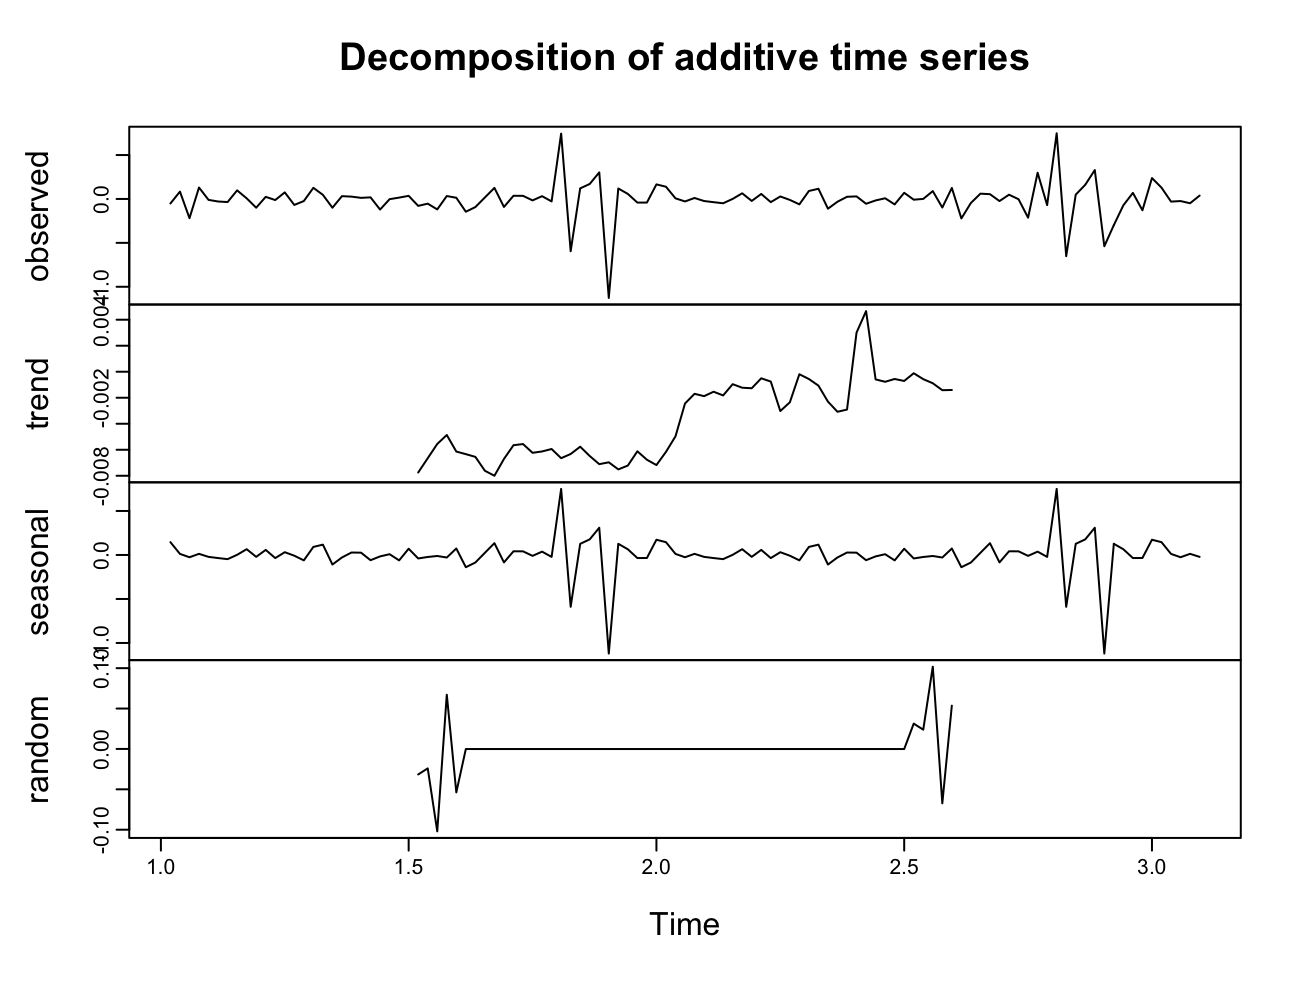 Decomposition of additive time series
observed
0.0
trend
0.004
-0.002
-0.008
seasonal
0.0
random
0.10
0.00
-0.10
1.0
1.5
2.0
2.5
3.0
Time